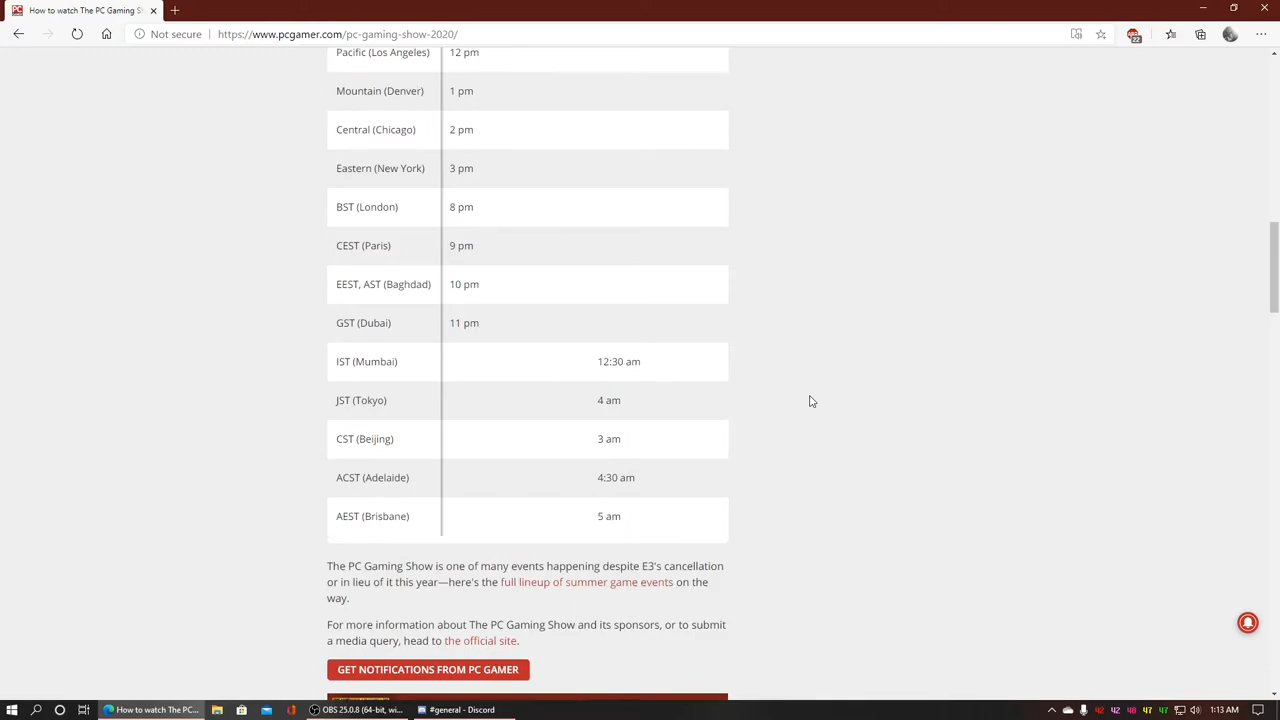 How to watch The PC Gaming S
Not secure
https://www.pcgamer.com/pc-gaming-show-2020/
22
Pacific (Los Angeles) 12 pm
Mountain (Denver) 1 pm
Central (Chicago) 2 pm
Eastern (New York) 3 pm
BST (London) 8 pm
CEST (Paris) 9 pm
EEST, AST (Baghdad) 10 pm
GST (Dubai) 11 pm
IST (Mumbai) 12:30 am
JST (Tokyo) 4 am
CST (Beijing) 3 am
ACST (Adelaide) 4:30 am
AEST (Brisbane) 5 am
The PC Gaming Show is one of many events happening despite E3's cancellation
or in lieu of it this year—here's the full lineup of summer game events on the
way.
For more information about The PC Gaming Show and its sponsors, or to submit
a media query, head to the official site.
GET NOTIFICATIONS FROM PC GAMER
How to watch The PC...
OBS 25.0.8 (64-bit, wi...
#general - Discord
1:13 AM